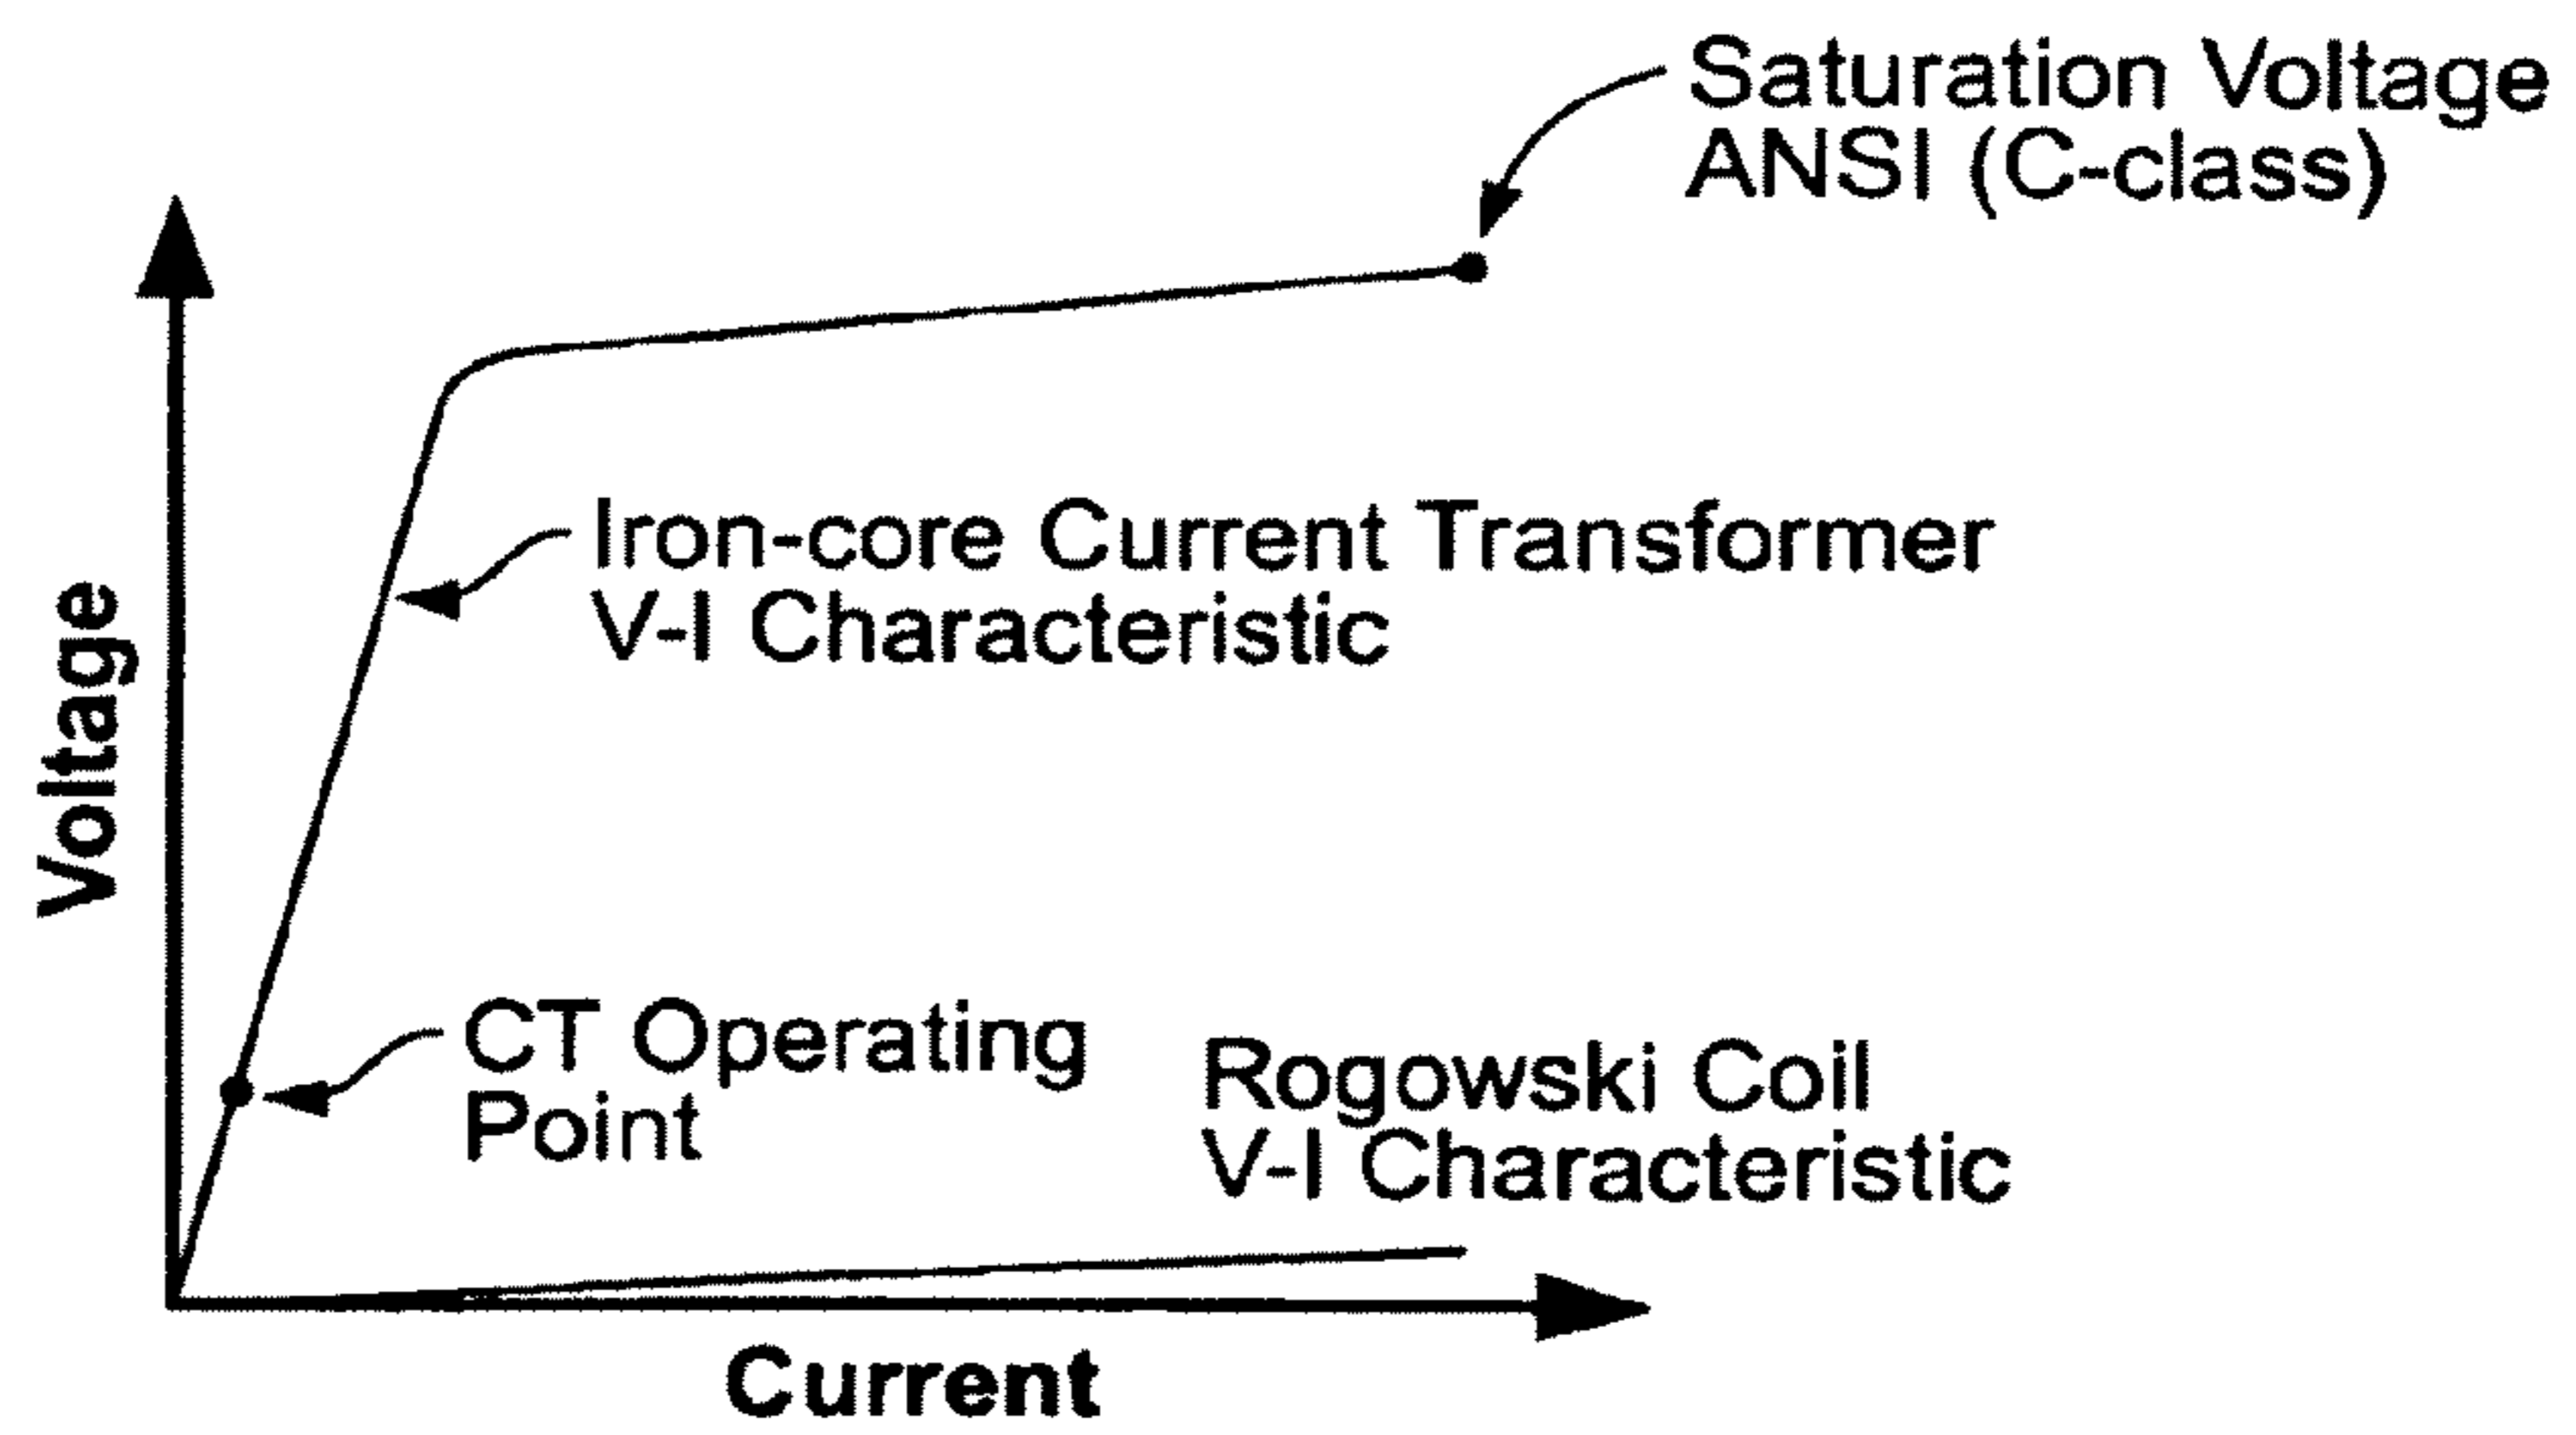 Saturation Voltage
ANSI (C-class)
Iron-core Current Transformer
V-I Characteristic
Voltage
CT Operating
Point
Rogowski Coil
V-I Characteristic
Current